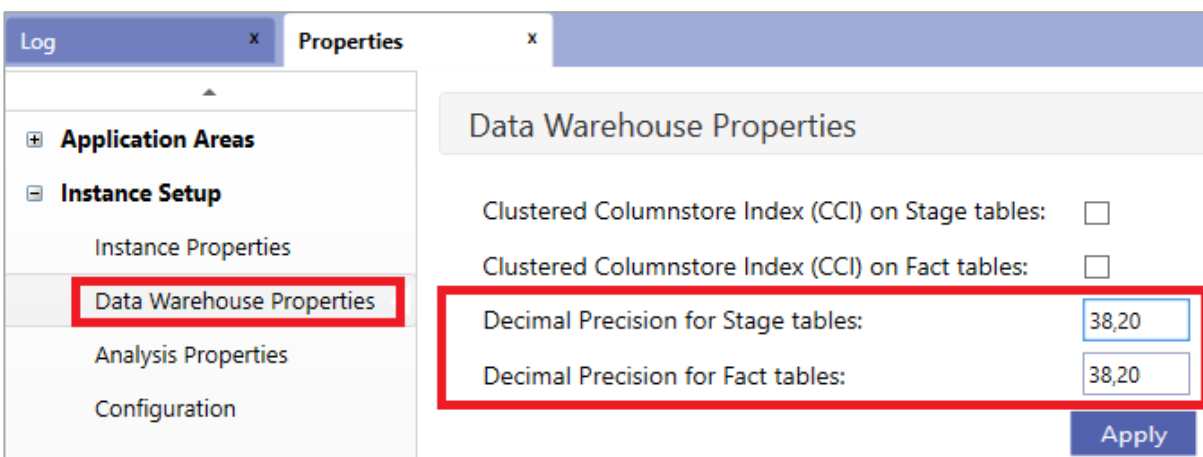 Log x Properties x
Application Areas
Instance Setup
Instance Properties
Data Warehouse Properties
Analysis Properties
Configuration
Data Warehouse Properties
Clustered Columnstore Index (CCI) on Stage tables:
Clustered Columnstore Index (CCI) on Fact tables:
Decimal Precision for Stage tables: 38,20
Decimal Precision for Fact tables: 38,20
Apply